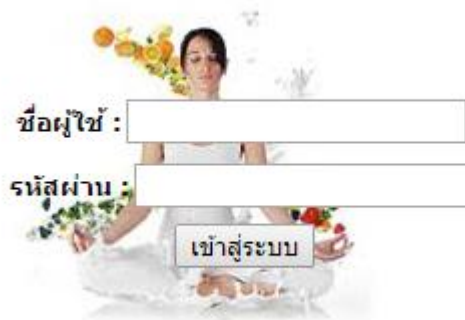 ชื่อผู้ใช้ :
รหัสผ่าน :
เข้าสู่ระบบ